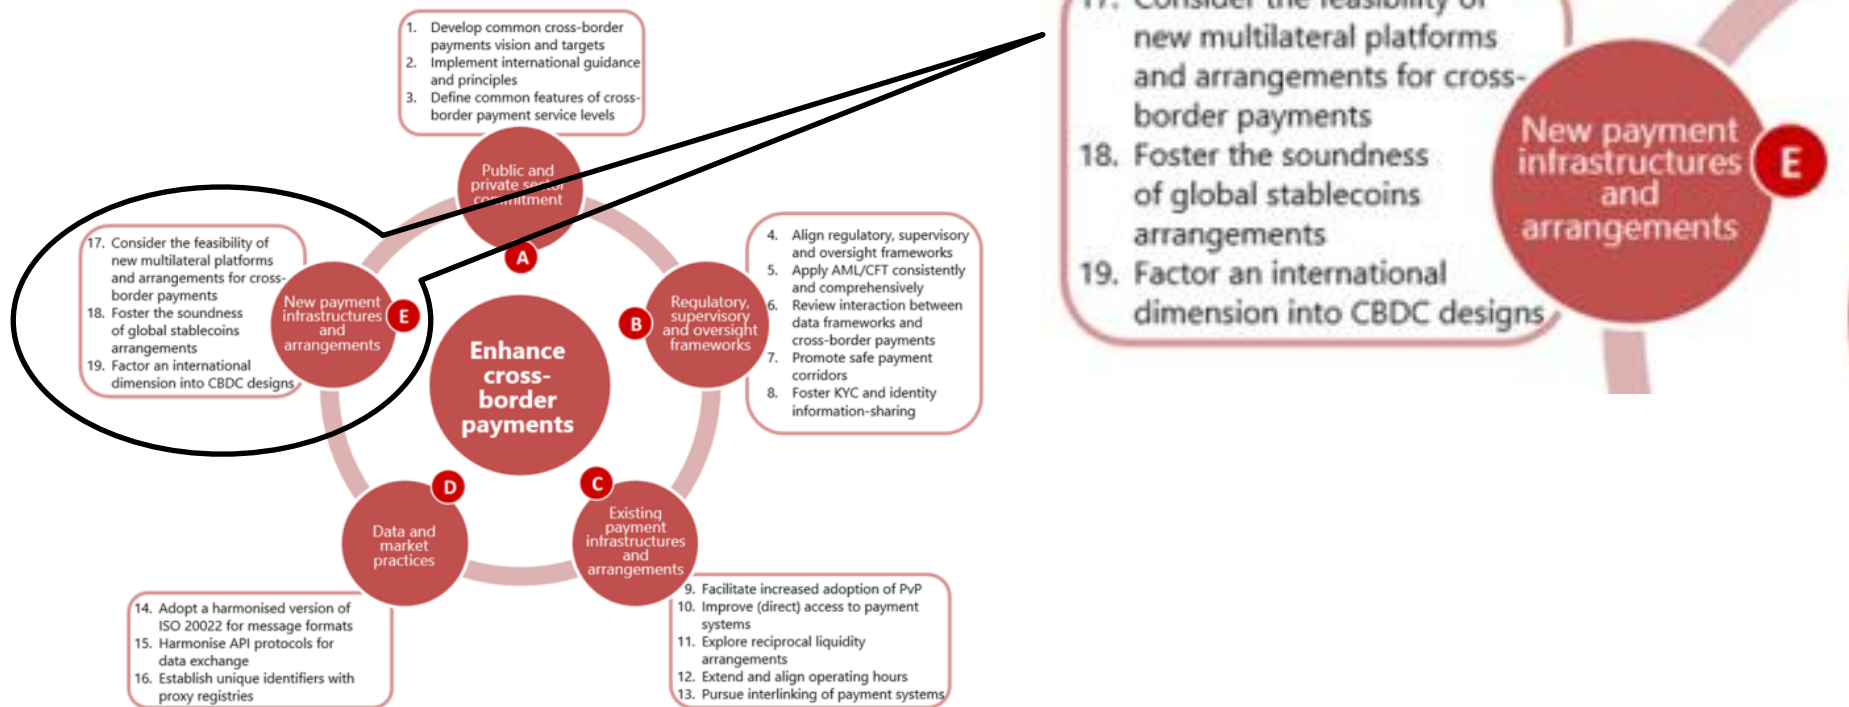 1. Develop common cross-border
payments vision and targets
2. Implement international guidance
and principles
3. Define common features of cross-
border payment service levels
Public and
private sector
commitment
A
17. Consider the feasibility of
new multilateral platforms
and arrangements for cross-
border payments
18. Foster the soundness
of global stablecoins
arrangements
19. Factor an international
dimension into CBDC designs
New payment
infrastructures
and
arrangements
E
B
Regulatory,
supervisory
and oversight
frameworks
4. Align regulatory, supervisory
and oversight frameworks
5. Apply AML/CFT consistently
and comprehensively
6. Review interaction between
data frameworks and
cross-border payments
7. Promote safe payment
corridors
8. Foster KYC and identity
information-sharing
Enhance
cross-
border
payments
D
Data and
market
practices
C
Existing
payment
infrastructures
and
arrangements
14. Adopt a harmonised version of
ISO 20022 for message formats
15. Harmonise API protocols for
data exchange
16. Establish unique identifiers with
proxy registries
9. Facilitate increased adoption of PvP
10. Improve (direct) access to payment
systems
11. Explore reciprocal liquidity
arrangements
12. Extend and align operating hours
13. Pursue interlinking of payment systems
17. Consider the feasibility of
new multilateral platforms
and arrangements for cross-
border payments
18. Foster the soundness
of global stablecoins
arrangements
19. Factor an international
dimension into CBDC designs
New payment
infrastructures
and
arrangements
E